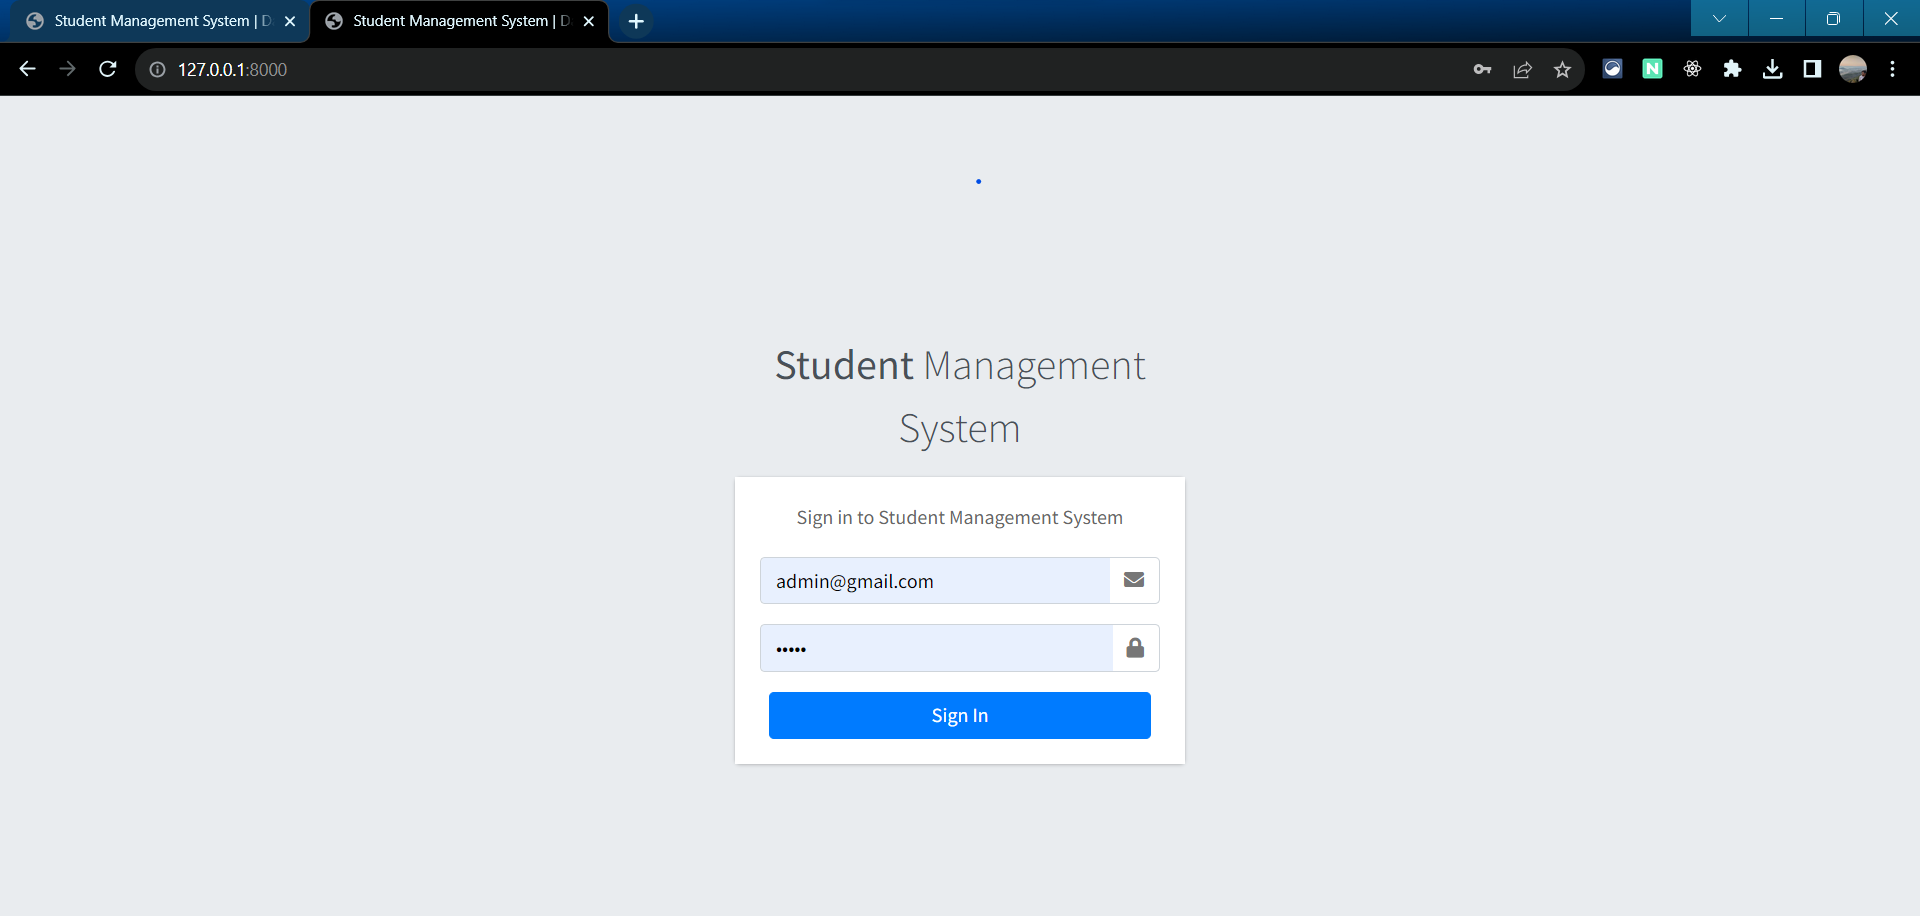 Student Management System | D
Student Management System | D
127.0.0.1:8000
N
Student Management
System
Sign in to Student Management System
admin@gmail.com
•••••
Sign In